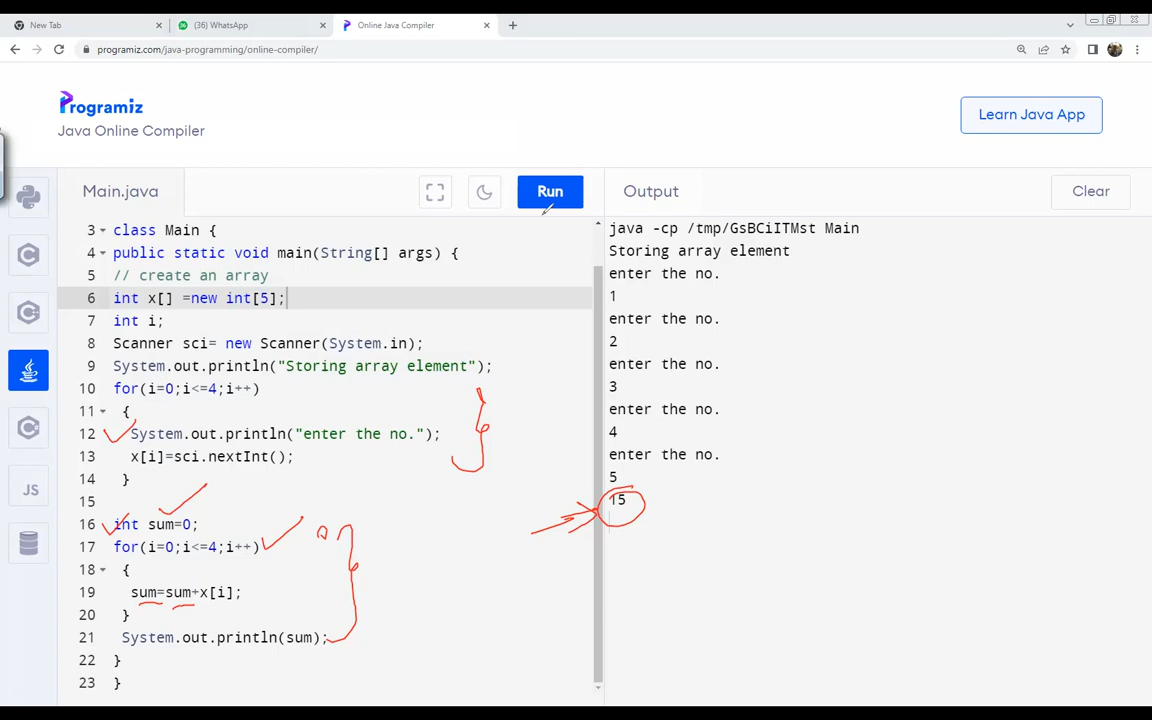 New Tab
(36) WhatsApp
Online Java Compiler
programiz.com/java-programming/online-compiler/
Programiz
Java Online Compiler
Learn Java App
Main.java
Run
Output
Clear
JS
3 class Main {
4 public static void main(String[] args) {
5 // create an array
6 int x[] =new int[5];
7 int i;
8 Scanner sci= new Scanner(System.in);
9 System.out.println("Storing array element");
10 for(i=0;i<=4;i++)
11 {
12 System.out.println("enter the no.");
13 x[i]=sci.nextInt();
14 }
15
16 int sum=0;
17 for(i=0;i<=4;i++)
18 {
19 sum=sum+x[i];
20 }
21 System.out.println(sum);
22 }
23 }
java -cp /tmp/GsBCiITMst Main
Storing array element
enter the no.
1
enter the no.
2
enter the no.
3
enter the no.
4
enter the no.
5
15